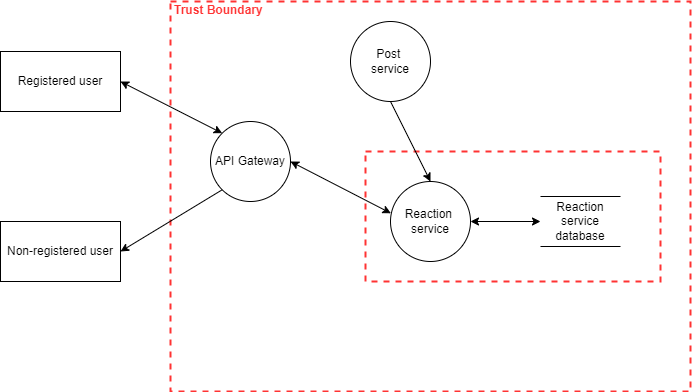 Trust Boundary
Post
service
Registered user
API Gateway
Reaction
service
Reaction
service
database
Non-registered user